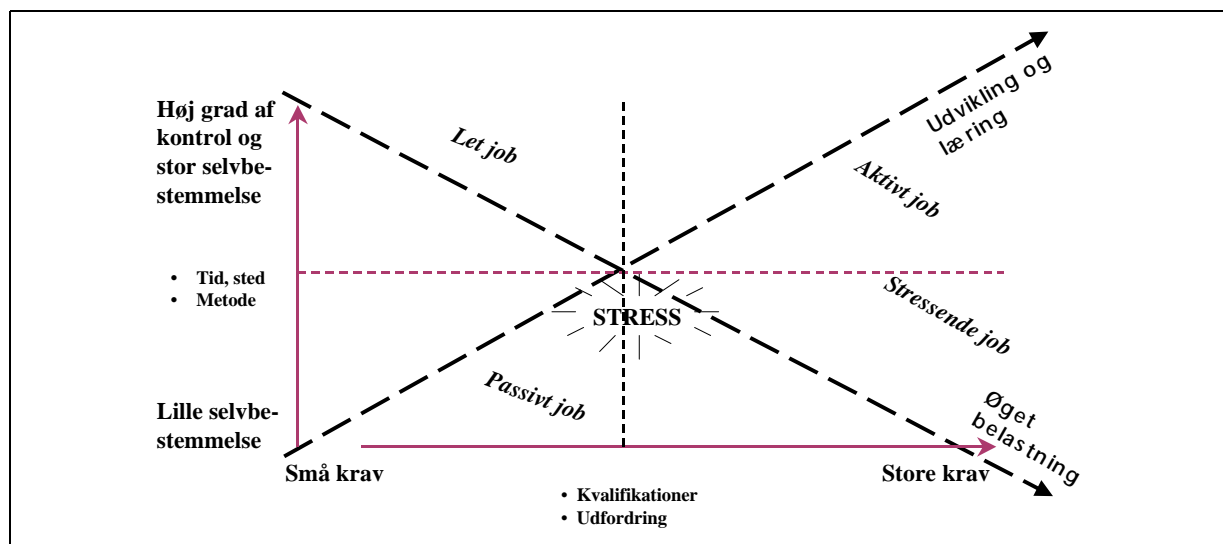 Høj grad af
kontrol og
stor selvbe-
stemmelse
• Tid, sted
• Metode
Lille selvbe-
stemmelse
Let job
Udvikling og
læring
Aktivt job
STRESS
Stressende job
Passivt job
Øget
belastning
Små krav
Store krav
• Kvalifikationer
• Udfordring